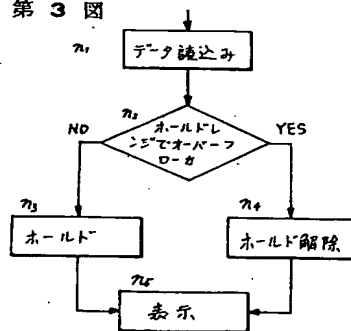 第3図
n1
データ読込み
n2
ホールドレ
ンジでオーバーフ
ローか
NO
YES
n3
ホールド
n4
ホールド解除
n5
表示